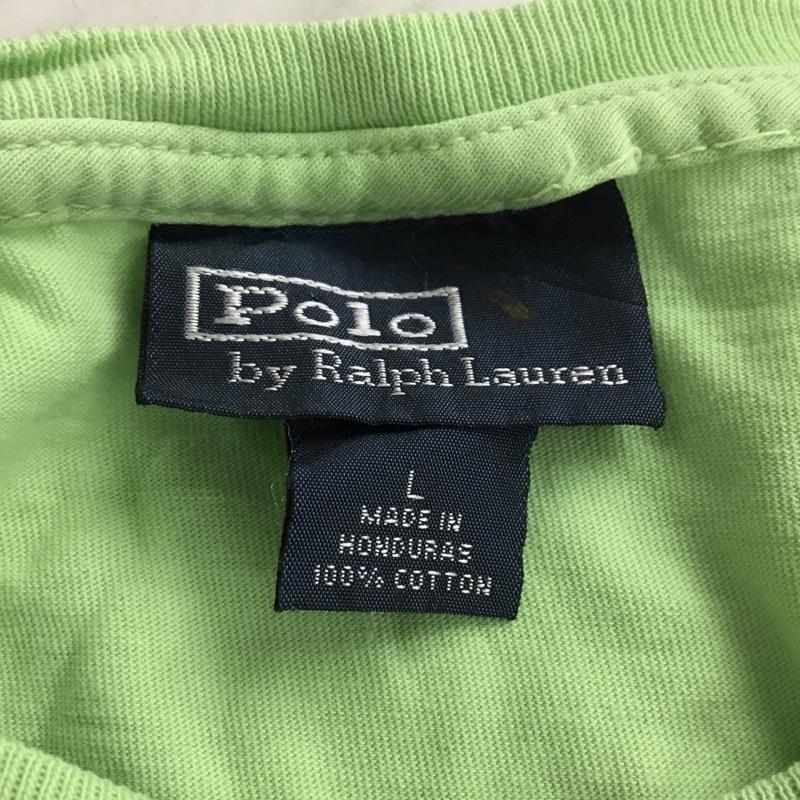 Polo
by Ralph Lauren
L
MADE IN
HONDURAS
100% COTTON